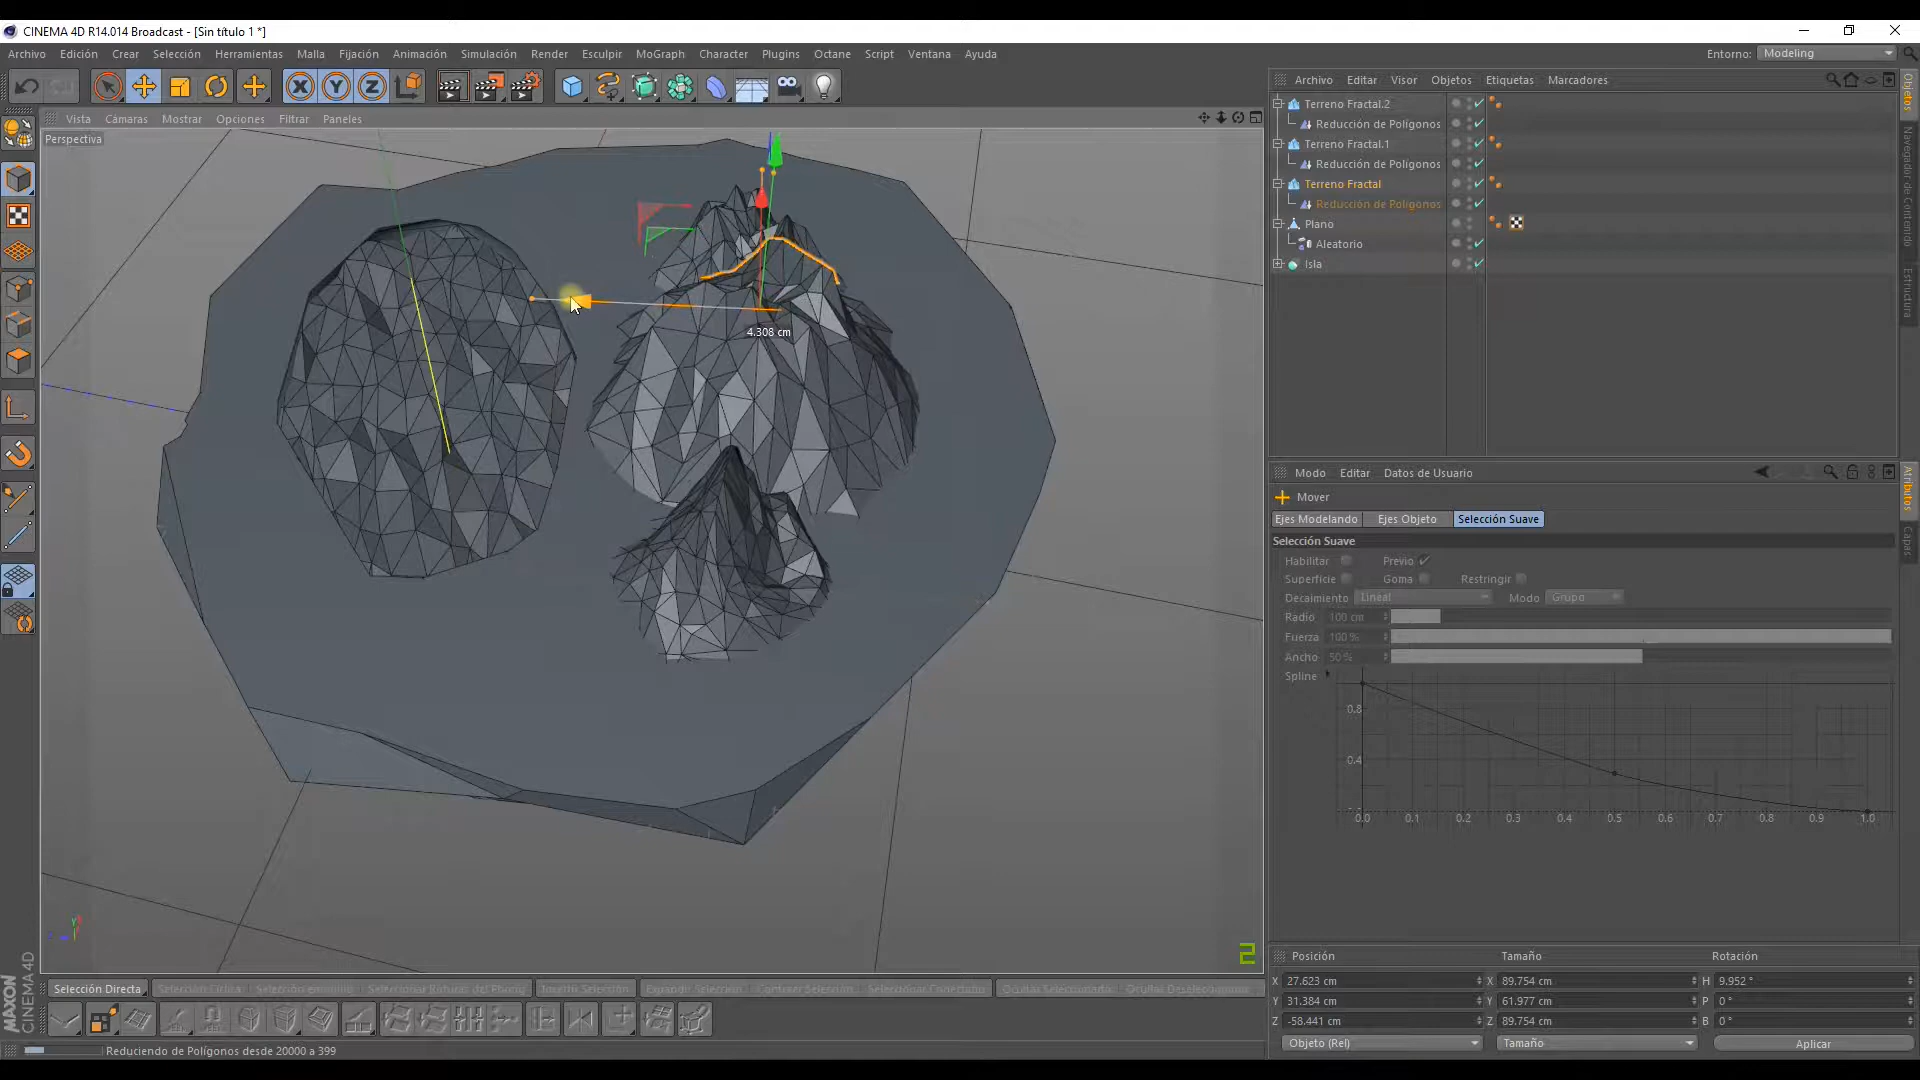 CINEMA 4D R14.014 Broadcast - [Sin título 1 *]
Archivo Edición Crear Selección Herramientas Malla Fijación Animación Simulación Render Esculpir MoGraph Character Plugins Octane Script Ventana Ayuda
Entorno: Modeling
X Y Z
Vista Cámaras Mostrar Opciones Filtrar Paneles
Perspectiva
4.308 cm
2
Archivo Editar Visor Objetos Etiquetas Marcadores
Terreno Fractal.2
Reducción de Polígonos
Terreno Fractal.1
Reducción de Polígonos
Terreno Fractal
Reducción de Polígonos
Plano
Aleatorio
Isla
Objetos
Navegador de Contenido
Estructura
Modo Editar Datos de Usuario
Mover
Ejes Modelando Ejes Objeto Selección Suave
Selección Suave
Habilitar Previo
Superficie Goma Restringir
Decaimiento Lineal Modo Grupo
Radio 100 cm
Fuerza 100 %
Ancho 50 %
Spline
0.8
0.4
0.0 0.1 0.2 0.3 0.4 0.5 0.6 0.7 0.8 0.9 1.0
Atributos
Capas
Posición Tamaño Rotación
X 27.623 cm X 89.754 cm H 9.952 °
Y 31.384 cm Y 61.977 cm P 0 °
Z -58.441 cm Z 89.754 cm B 0 °
Objeto (Rel) Tamaño Aplicar
Selección Directa
MAXON
CINEMA 4D
Reduciendo de Polígonos desde 20000 a 399